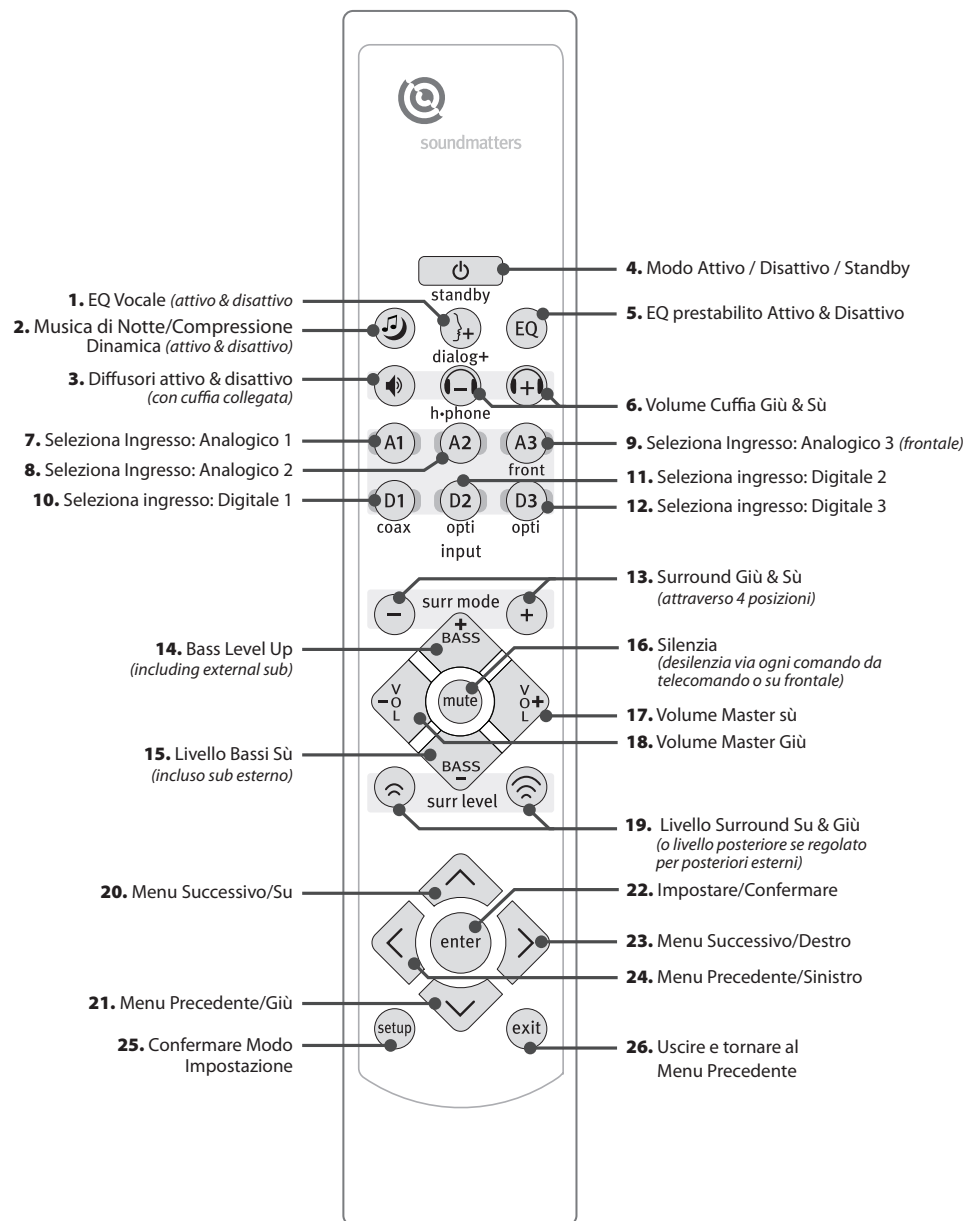 soundmatters
standby
dialog+
EQ
h•phone
A1
A2
A3
front
D1
D2
D3
coax
opti
opti
input
− surr mode +
+
BASS
− VOL
mute
VOL +
BASS
−
surr level
enter
setup
exit
1. EQ Vocale (attivo & disattivo
2. Musica di Notte/Compressione
Dinamica (attivo & disattivo)
3. Diffusori attivo & disattivo
(con cuffia collegata)
4. Modo Attivo / Disattivo / Standby
5. EQ prestabilito Attivo & Disattivo
6. Volume Cuffia Giù & Sù
7. Seleziona Ingresso: Analogico 1
8. Seleziona Ingresso: Analogico 2
9. Seleziona Ingresso: Analogico 3 (frontale)
10. Seleziona ingresso: Digitale 1
11. Seleziona ingresso: Digitale 2
12. Seleziona ingresso: Digitale 3
13. Surround Giù & Sù
(attraverso 4 posizioni)
14. Bass Level Up
(including external sub)
15. Livello Bassi Sù
(incluso sub esterno)
16. Silenzia
(desilenzia via ogni comando da
telecomando o su frontale)
17. Volume Master sù
18. Volume Master Giù
19. Livello Surround Su & Giù
(o livello posteriore se regolato
per posteriori esterni)
20. Menu Successivo/Su
21. Menu Precedente/Giù
22. Impostare/Confermare
23. Menu Successivo/Destro
24. Menu Precedente/Sinistro
25. Confermare Modo
Impostazione
26. Uscire e tornare al
Menu Precedente